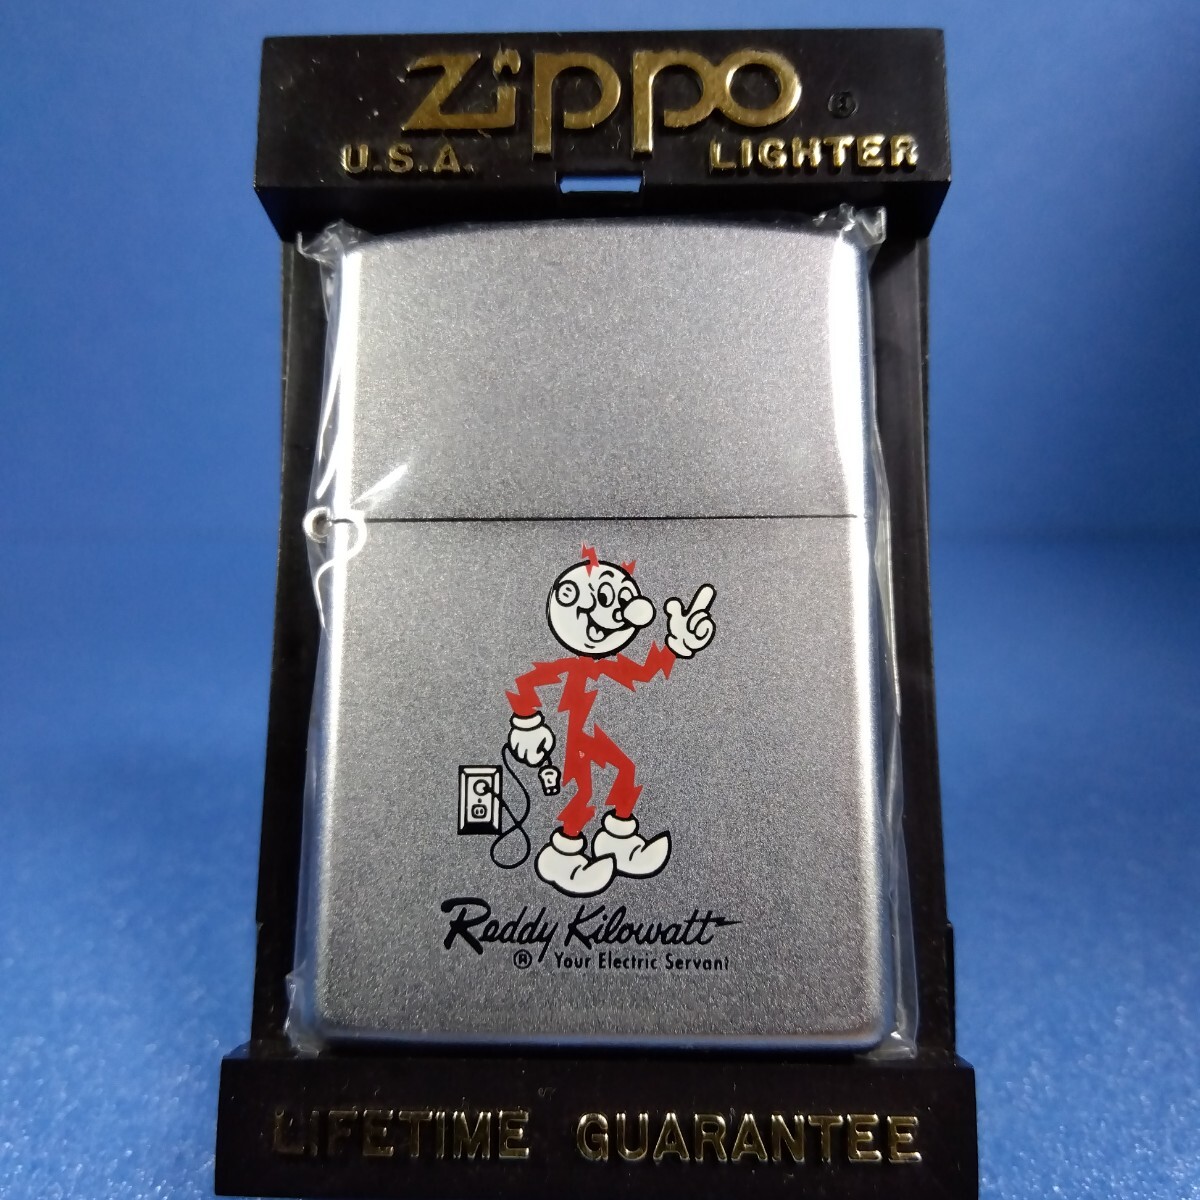 Zippo ®
U.S.A. LIGHTER
Reddy Kilowatt
® Your Electric Servant
LIFETIME GUARANTEE